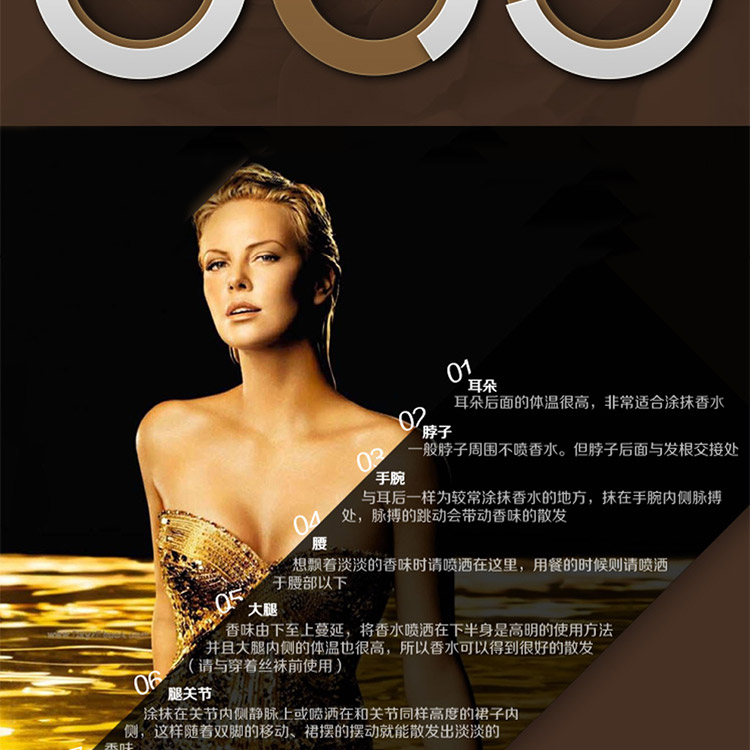 01
耳朵
耳朵后面的体温很高，非常适合涂抹香水
02
脖子
一般脖子周围不喷香水。但脖子后面与发根交接处
03
手腕
与耳后一样为较常涂抹香水的地方，抹在手腕内侧脉搏
处，脉搏的跳动会带动香味的散发
04
腰
想飘着淡淡的香味时请喷洒在这里，用餐的时候则请喷洒
于腰部以下
05
大腿
香味由下至上蔓延，将香水喷洒在下半身是高明的使用方法
并且大腿内侧的体温也很高，所以香水可以得到很好的散发
（请与穿着丝袜前使用）
06
腿关节
涂抹在关节内侧静脉上或喷洒在和关节同样高度的裙子内
侧，这样随着双脚的移动、裙摆的摆动就能散发出淡淡的
香味